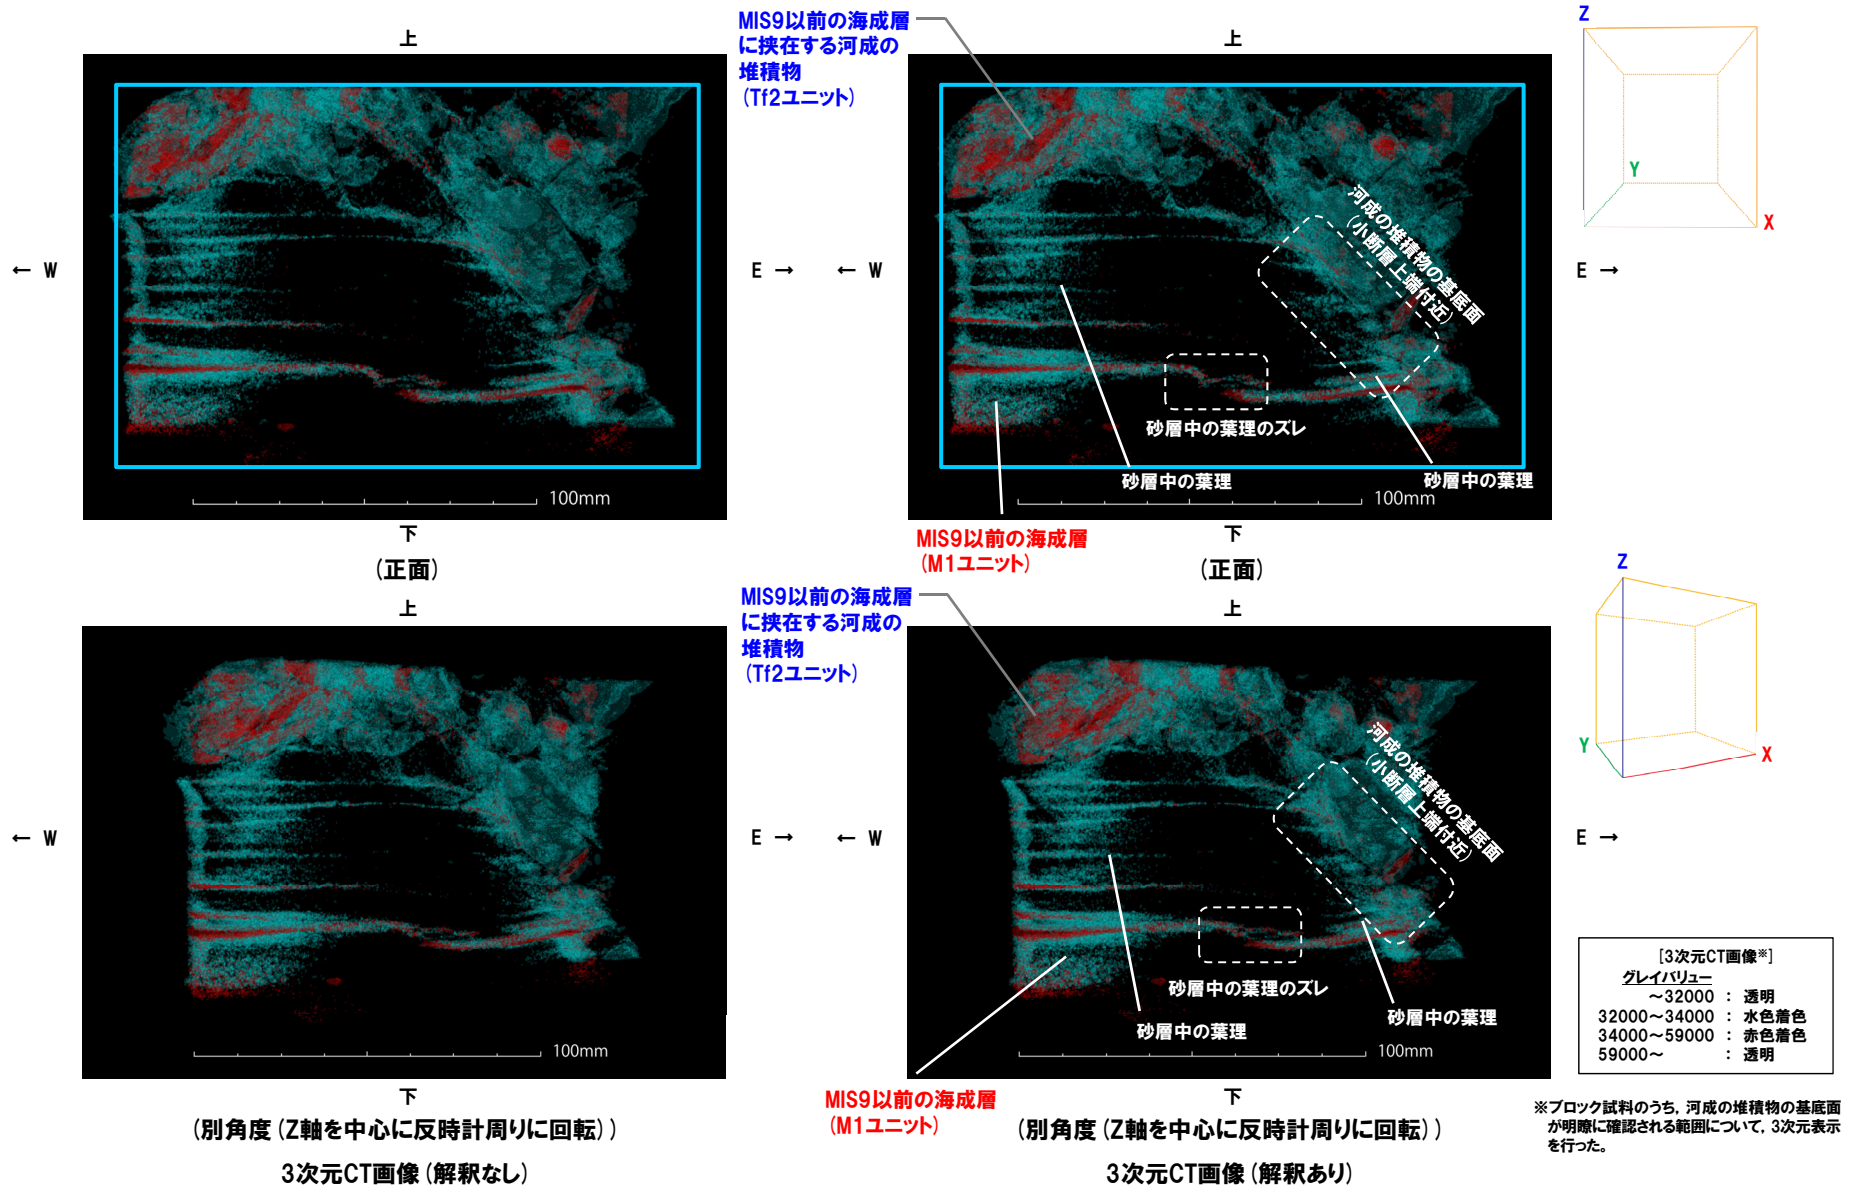 MIS9以前の海成層
に挟在する河成の
堆積物
(Tf2ユニット)
上
上
Z
Y
X
← W
E →
← W
E →
河成の堆積物の基底面
(小断層上端付近)
砂層中の葉理のズレ
砂層中の葉理
砂層中の葉理
100mm
100mm
下
下
MIS9以前の海成層
(M1ユニット)
(正面)
(正面)
MIS9以前の海成層
に挟在する河成の
堆積物
(Tf2ユニット)
上
上
Z
Y
X
← W
E →
← W
E →
河成の堆積物の基底面
(小断層上端付近)
砂層中の葉理のズレ
砂層中の葉理
砂層中の葉理
100mm
100mm
[3次元CT画像※]
グレイバリュー
～32000 : 透明
32000～34000 : 水色着色
34000～59000 : 赤色着色
59000～ : 透明
下
下
MIS9以前の海成層
(M1ユニット)
※ブロック試料のうち, 河成の堆積物の基底面
が明瞭に確認される範囲について, 3次元表示
を行った。
(別角度 (Z軸を中心に反時計周りに回転))
(別角度 (Z軸を中心に反時計周りに回転))
3次元CT画像 (解釈なし)
3次元CT画像 (解釈あり)